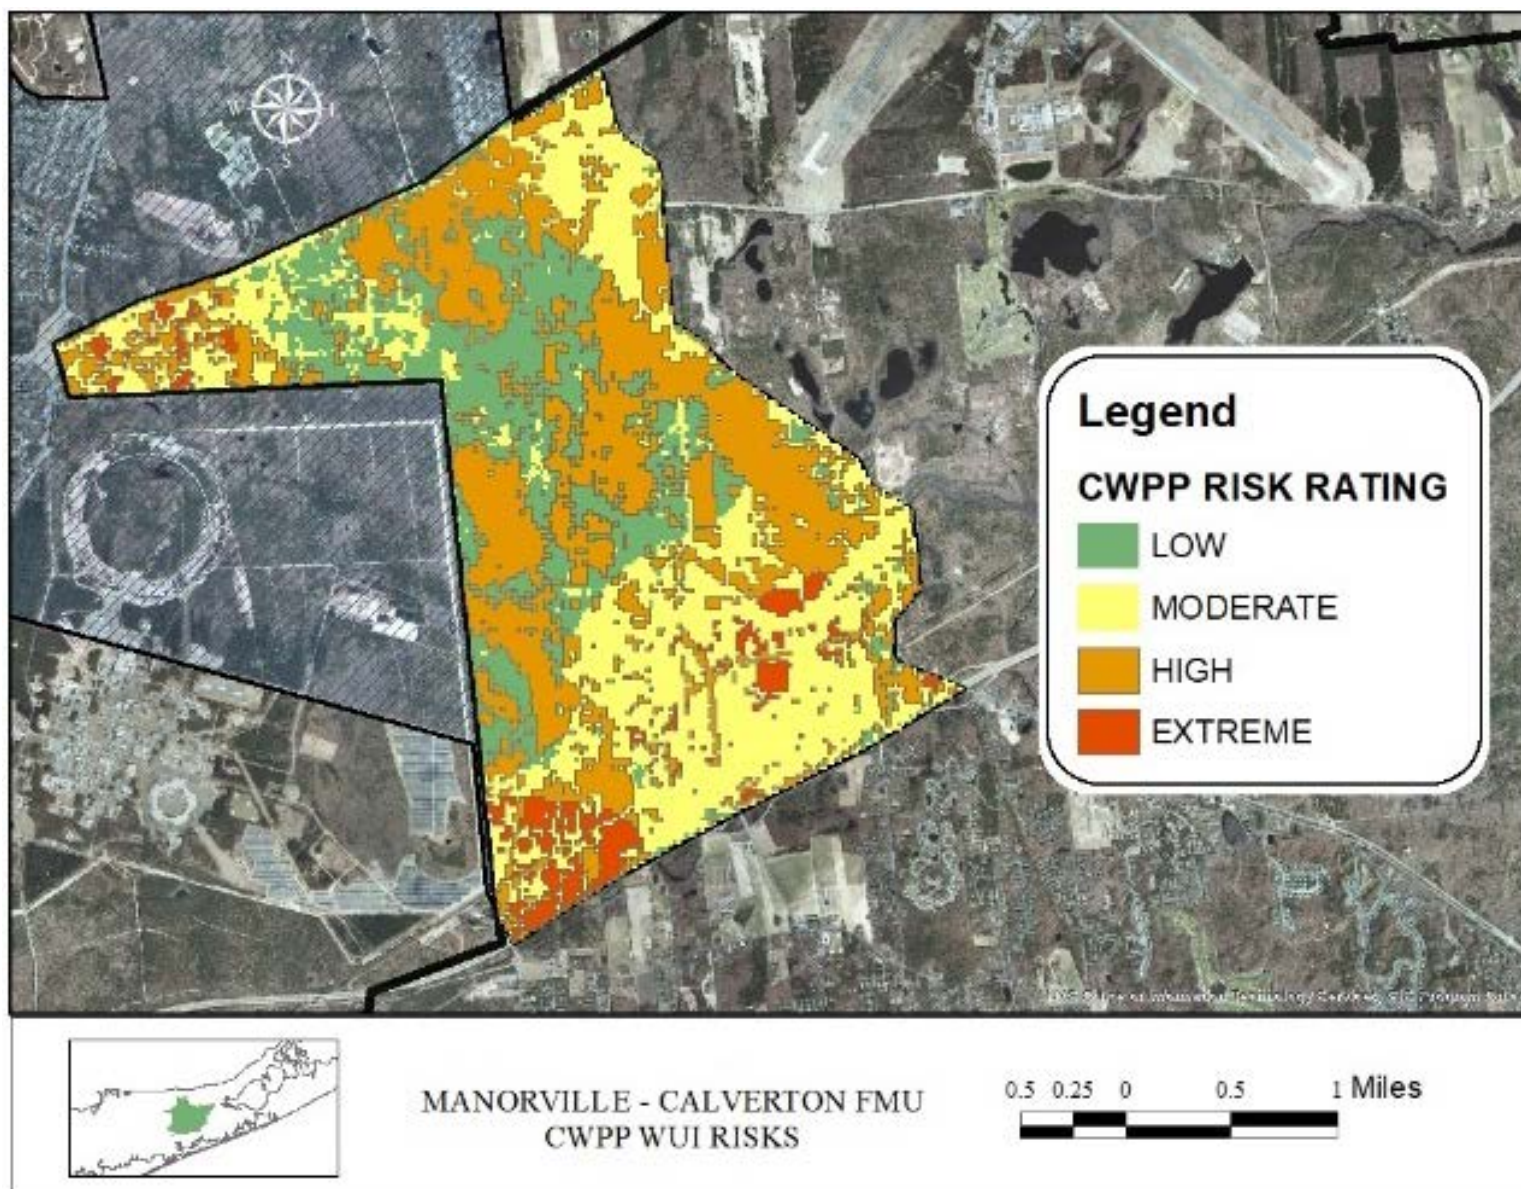 N
S
Legend
CWPP RISK RATING
LOW
MODERATE
HIGH
EXTREME
MANORVILLE - CALVERTON FMU
CWPP WUI RISKS
0.5 0.25 0 0.5 1 Miles